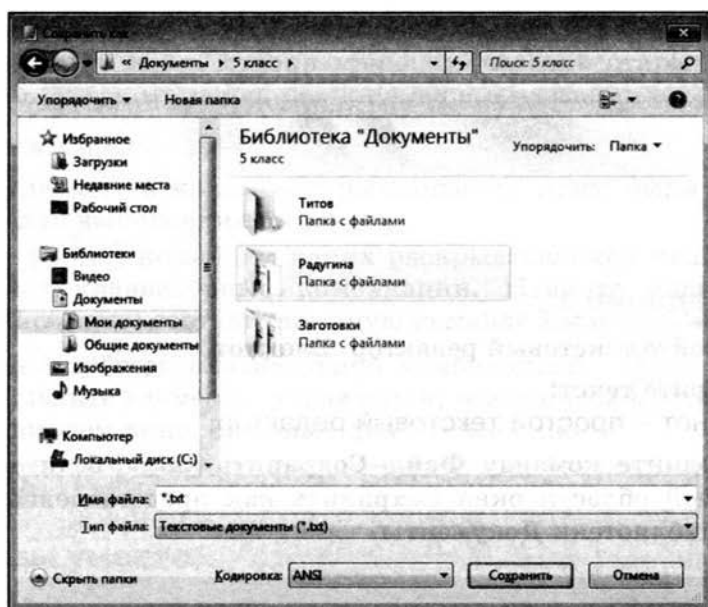 Сохранить как
« Документы ▸ 5 класс ▸
Поиск: 5 класс
Упорядочить ▾ Новая папка
Избранное
Загрузки
Недавние места
Рабочий стол
Библиотеки
Видео
Документы
Мои документы
Общие документы
Изображения
Музыка
Компьютер
Локальный диск (C:)
Библиотека "Документы"
5 класс
Упорядочить: Папка ▾
Титов
Папка с файлами
Радугина
Папка с файлами
Заготовки
Папка с файлами
Имя файла: *.txt
Тип файла: Текстовые документы (*.txt)
Скрыть папки
Кодировка: ANSI
Сохранить
Отмена